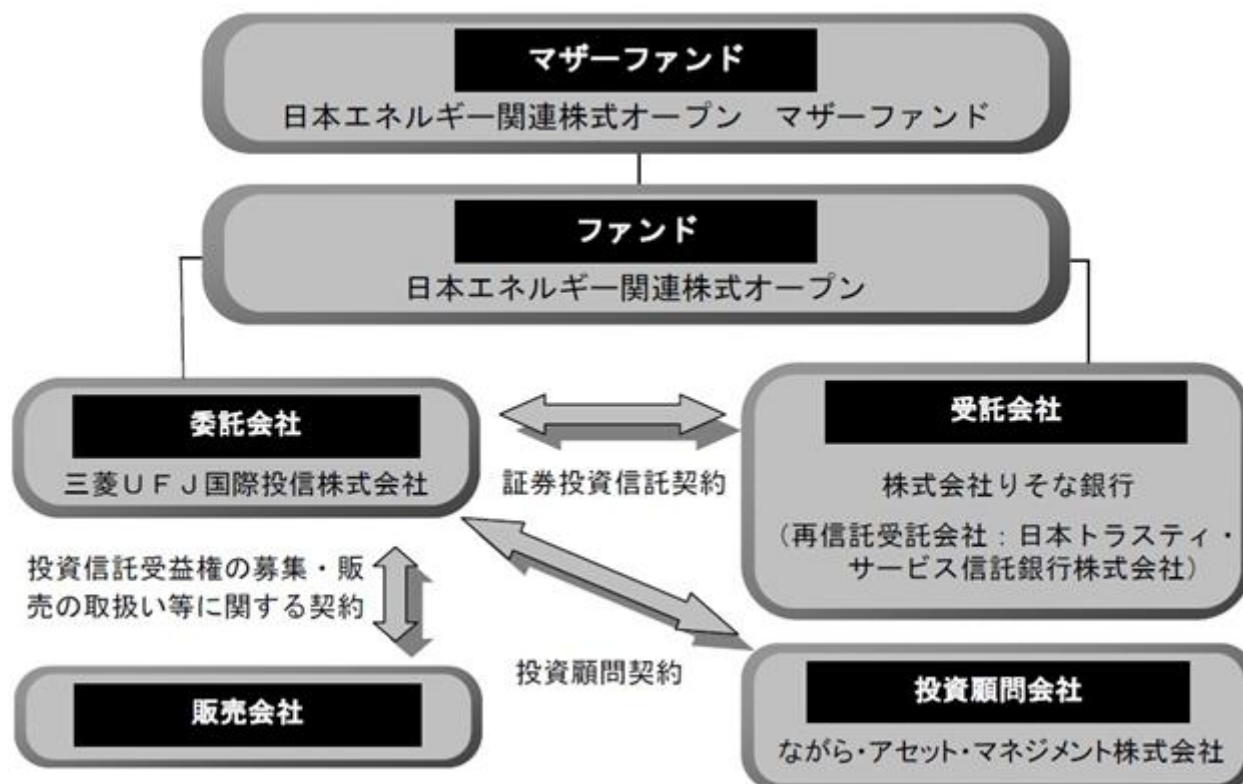 マザーファンド
日本エネルギー関連株式オープン　マザーファンド
ファンド
日本エネルギー関連株式オープン
委託会社
三菱ＵＦＪ国際投信株式会社
証券投資信託契約
受託会社
株式会社りそな銀行
（再信託受託会社：日本トラスティ・
サービス信託銀行株式会社）
投資信託受益権の募集・販
売の取扱い等に関する契約
投資顧問契約
販売会社
投資顧問会社
ながら・アセット・マネジメント株式会社